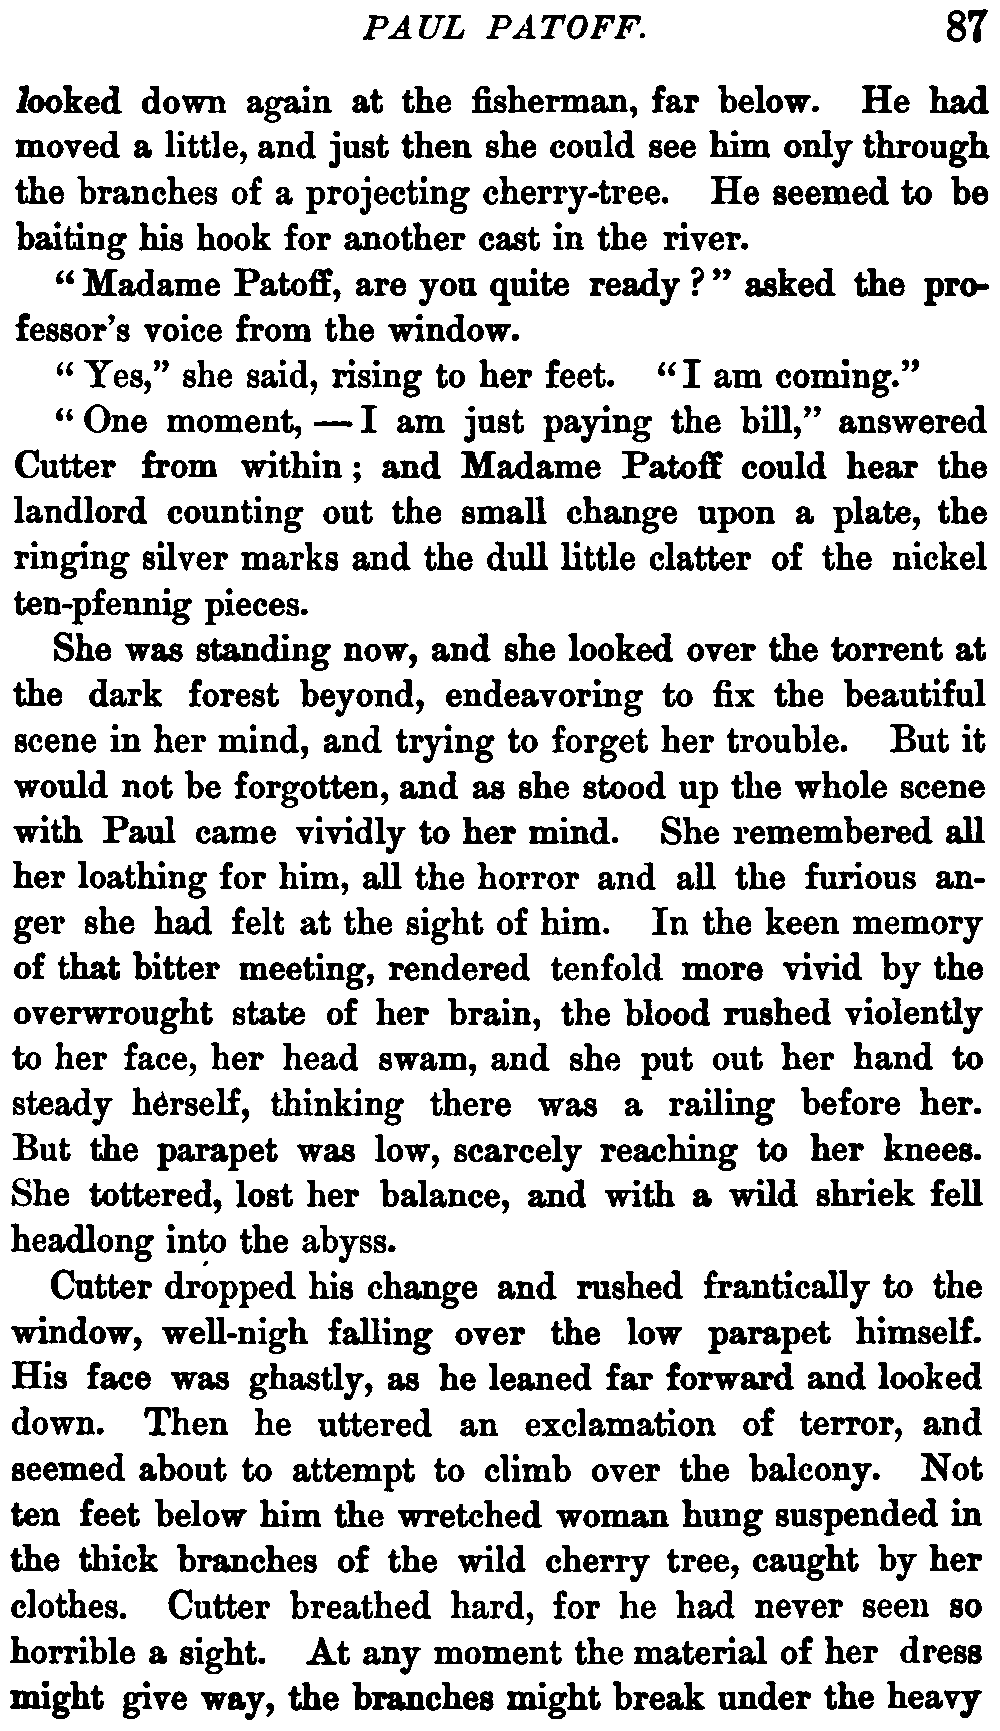 PAUL PATOFF. 87
looked down again at the fisherman, far below. He had
moved a little, and just then she could see him only through
the branches of a projecting cherry-tree. He seemed to be
baiting his hook for another cast in the river.
“Madame Patoff, are you quite ready?” asked the pro-
fessor's voice from the window.
“Yes,” she said, rising to her feet. “I am coming.”
“One moment, — I am just paying the bill,” answered
Cutter from within; and Madame Patoff could hear the
landlord counting out the small change upon a plate, the
ringing silver marks and the dull little clatter of the nickel
ten-pfennig pieces.
She was standing now, and she looked over the torrent at
the dark forest beyond, endeavoring to fix the beautiful
scene in her mind, and trying to forget her trouble. But it
would not be forgotten, and as she stood up the whole scene
with Paul came vividly to her mind. She remembered all
her loathing for him, all the horror and all the furious an-
ger she had felt at the sight of him. In the keen memory
of that bitter meeting, rendered tenfold more vivid by the
overwrought state of her brain, the blood rushed violently
to her face, her head swam, and she put out her hand to
steady herself, thinking there was a railing before her.
But the parapet was low, scarcely reaching to her knees.
She tottered, lost her balance, and with a wild shriek fell
headlong into the abyss.
Cutter dropped his change and rushed frantically to the
window, well-nigh falling over the low parapet himself.
His face was ghastly, as he leaned far forward and looked
down. Then he uttered an exclamation of terror, and
seemed about to attempt to climb over the balcony. Not
ten feet below him the wretched woman hung suspended in
the thick branches of the wild cherry tree, caught by her
clothes. Cutter breathed hard, for he had never seen so
horrible a sight. At any moment the material of her dress
might give way, the branches might break under the heavy